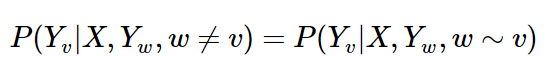 P(Y_v|X, Y_w, w ≠ v) = P(Y_v|X, Y_w, w ∼ v)